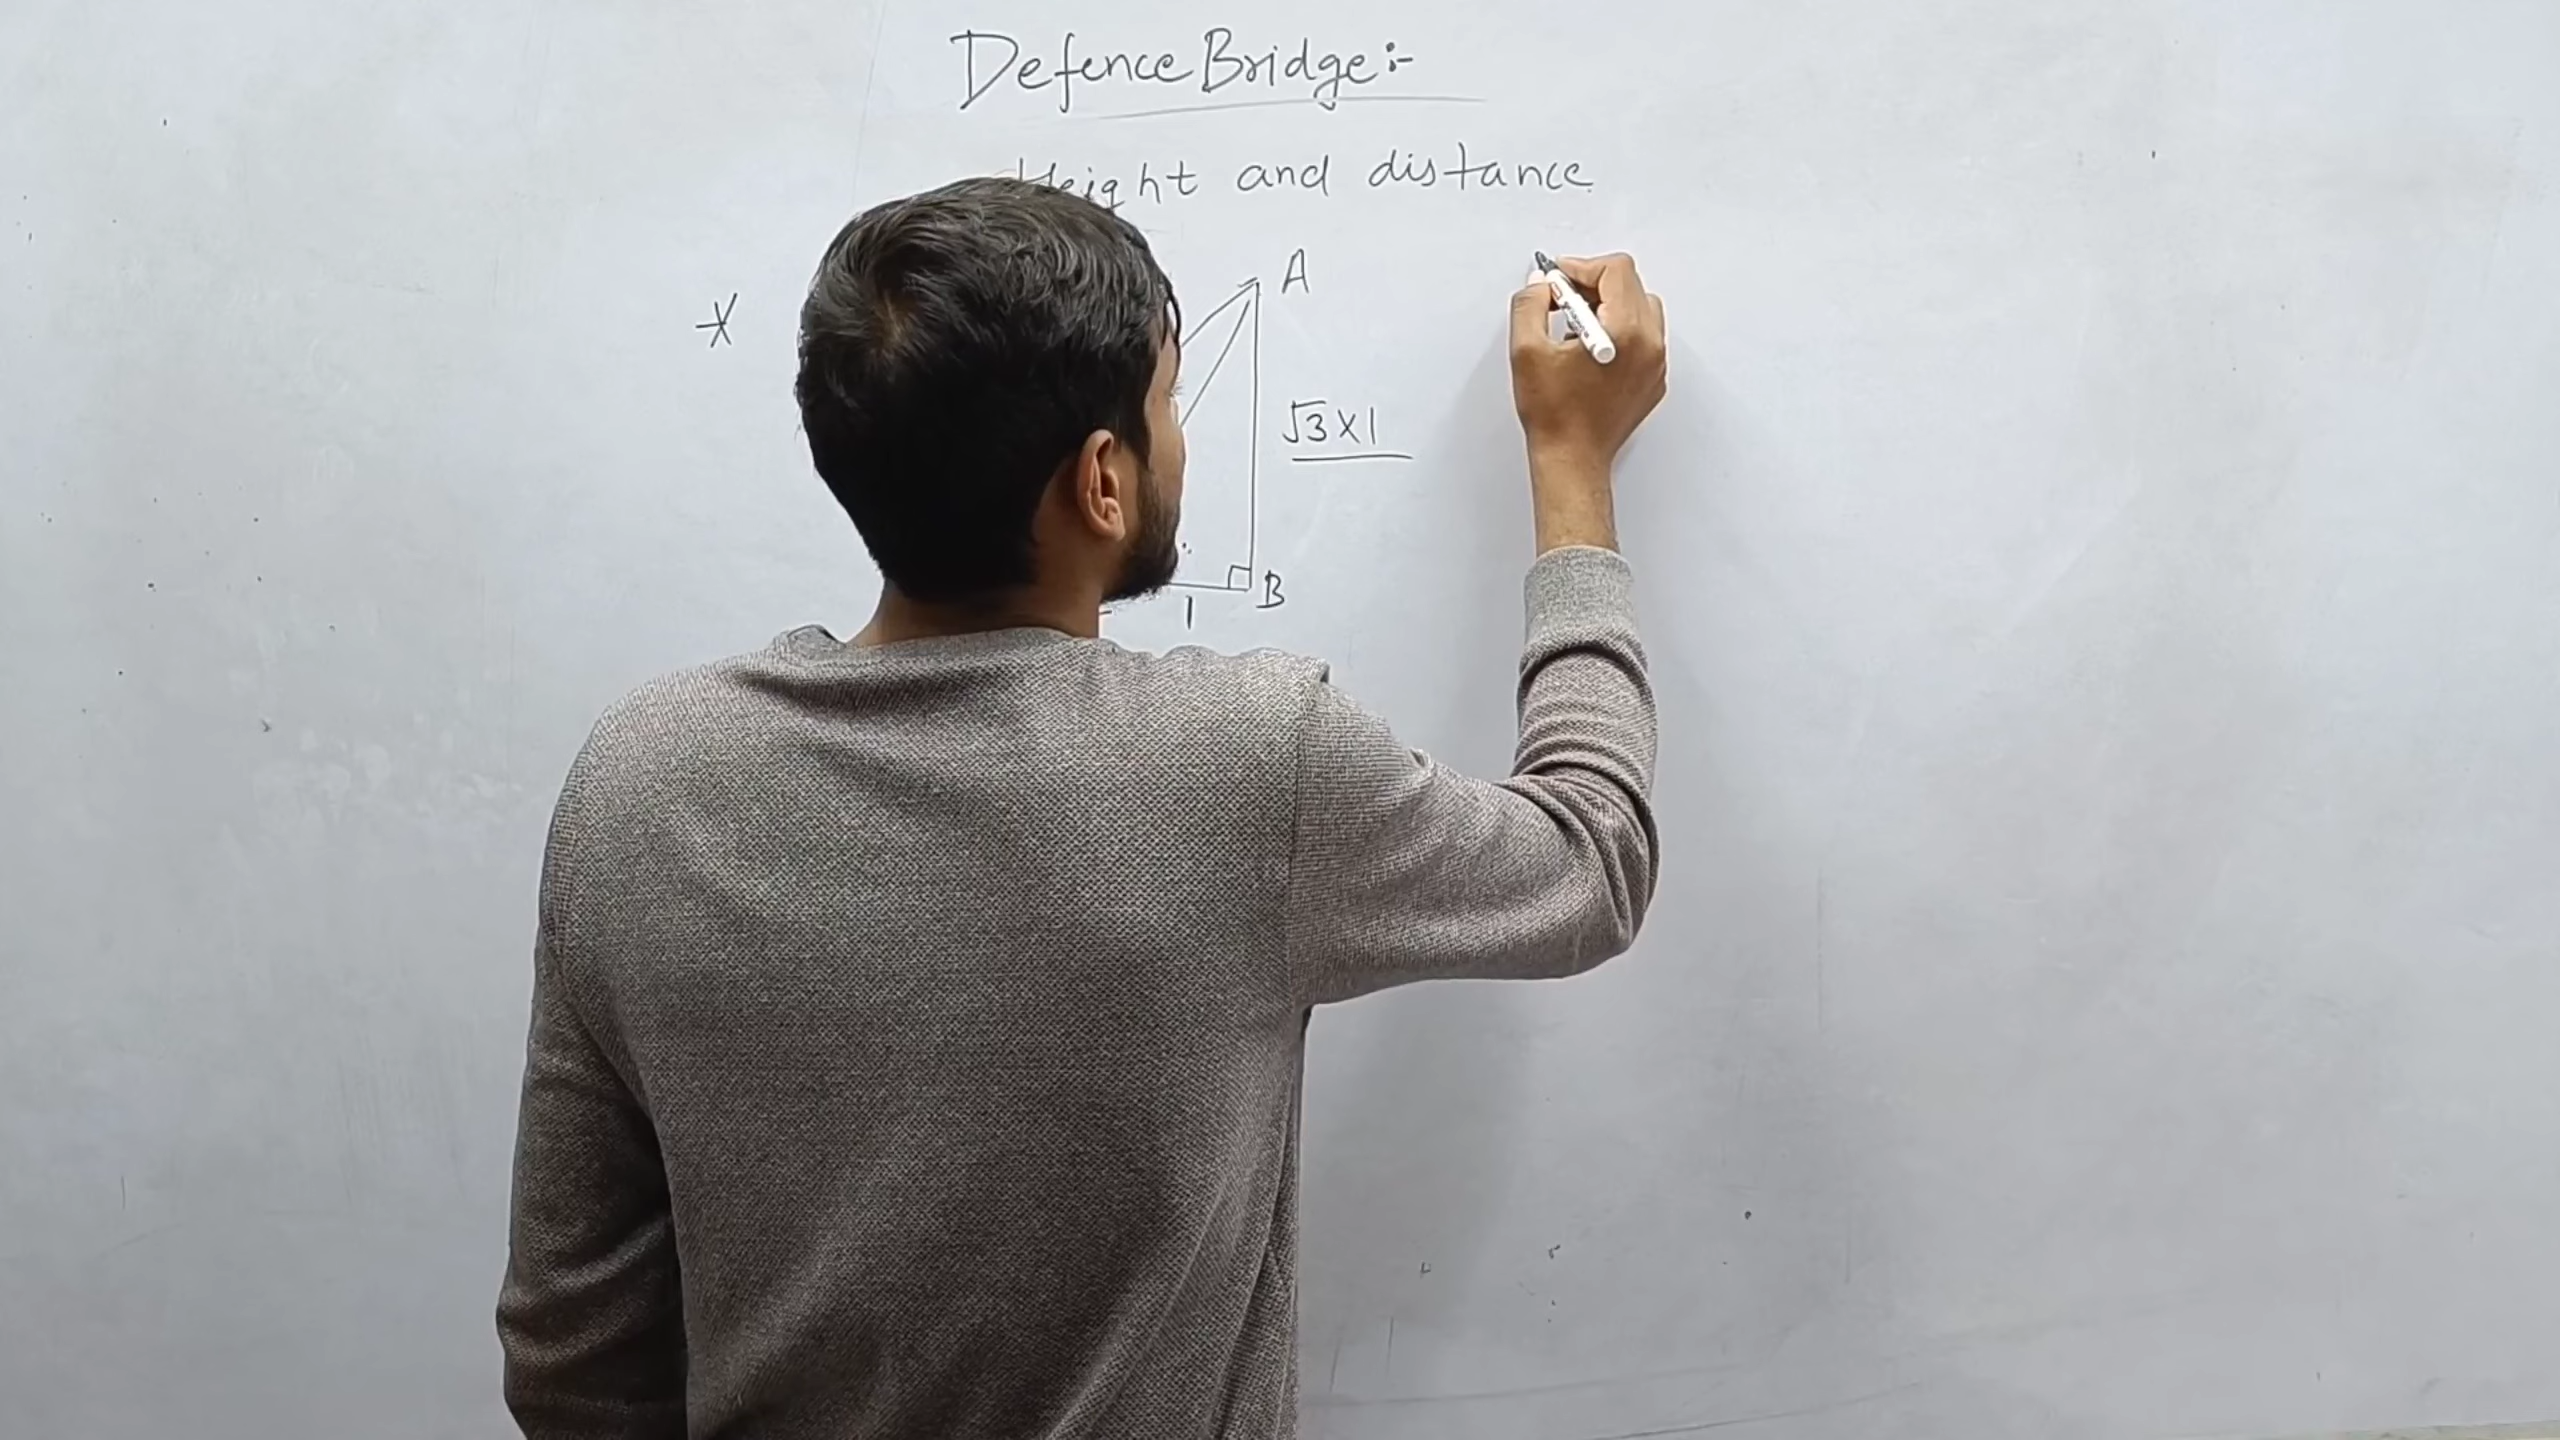 Defence Bridge:-
Height and distance
A
√3×1
B
1